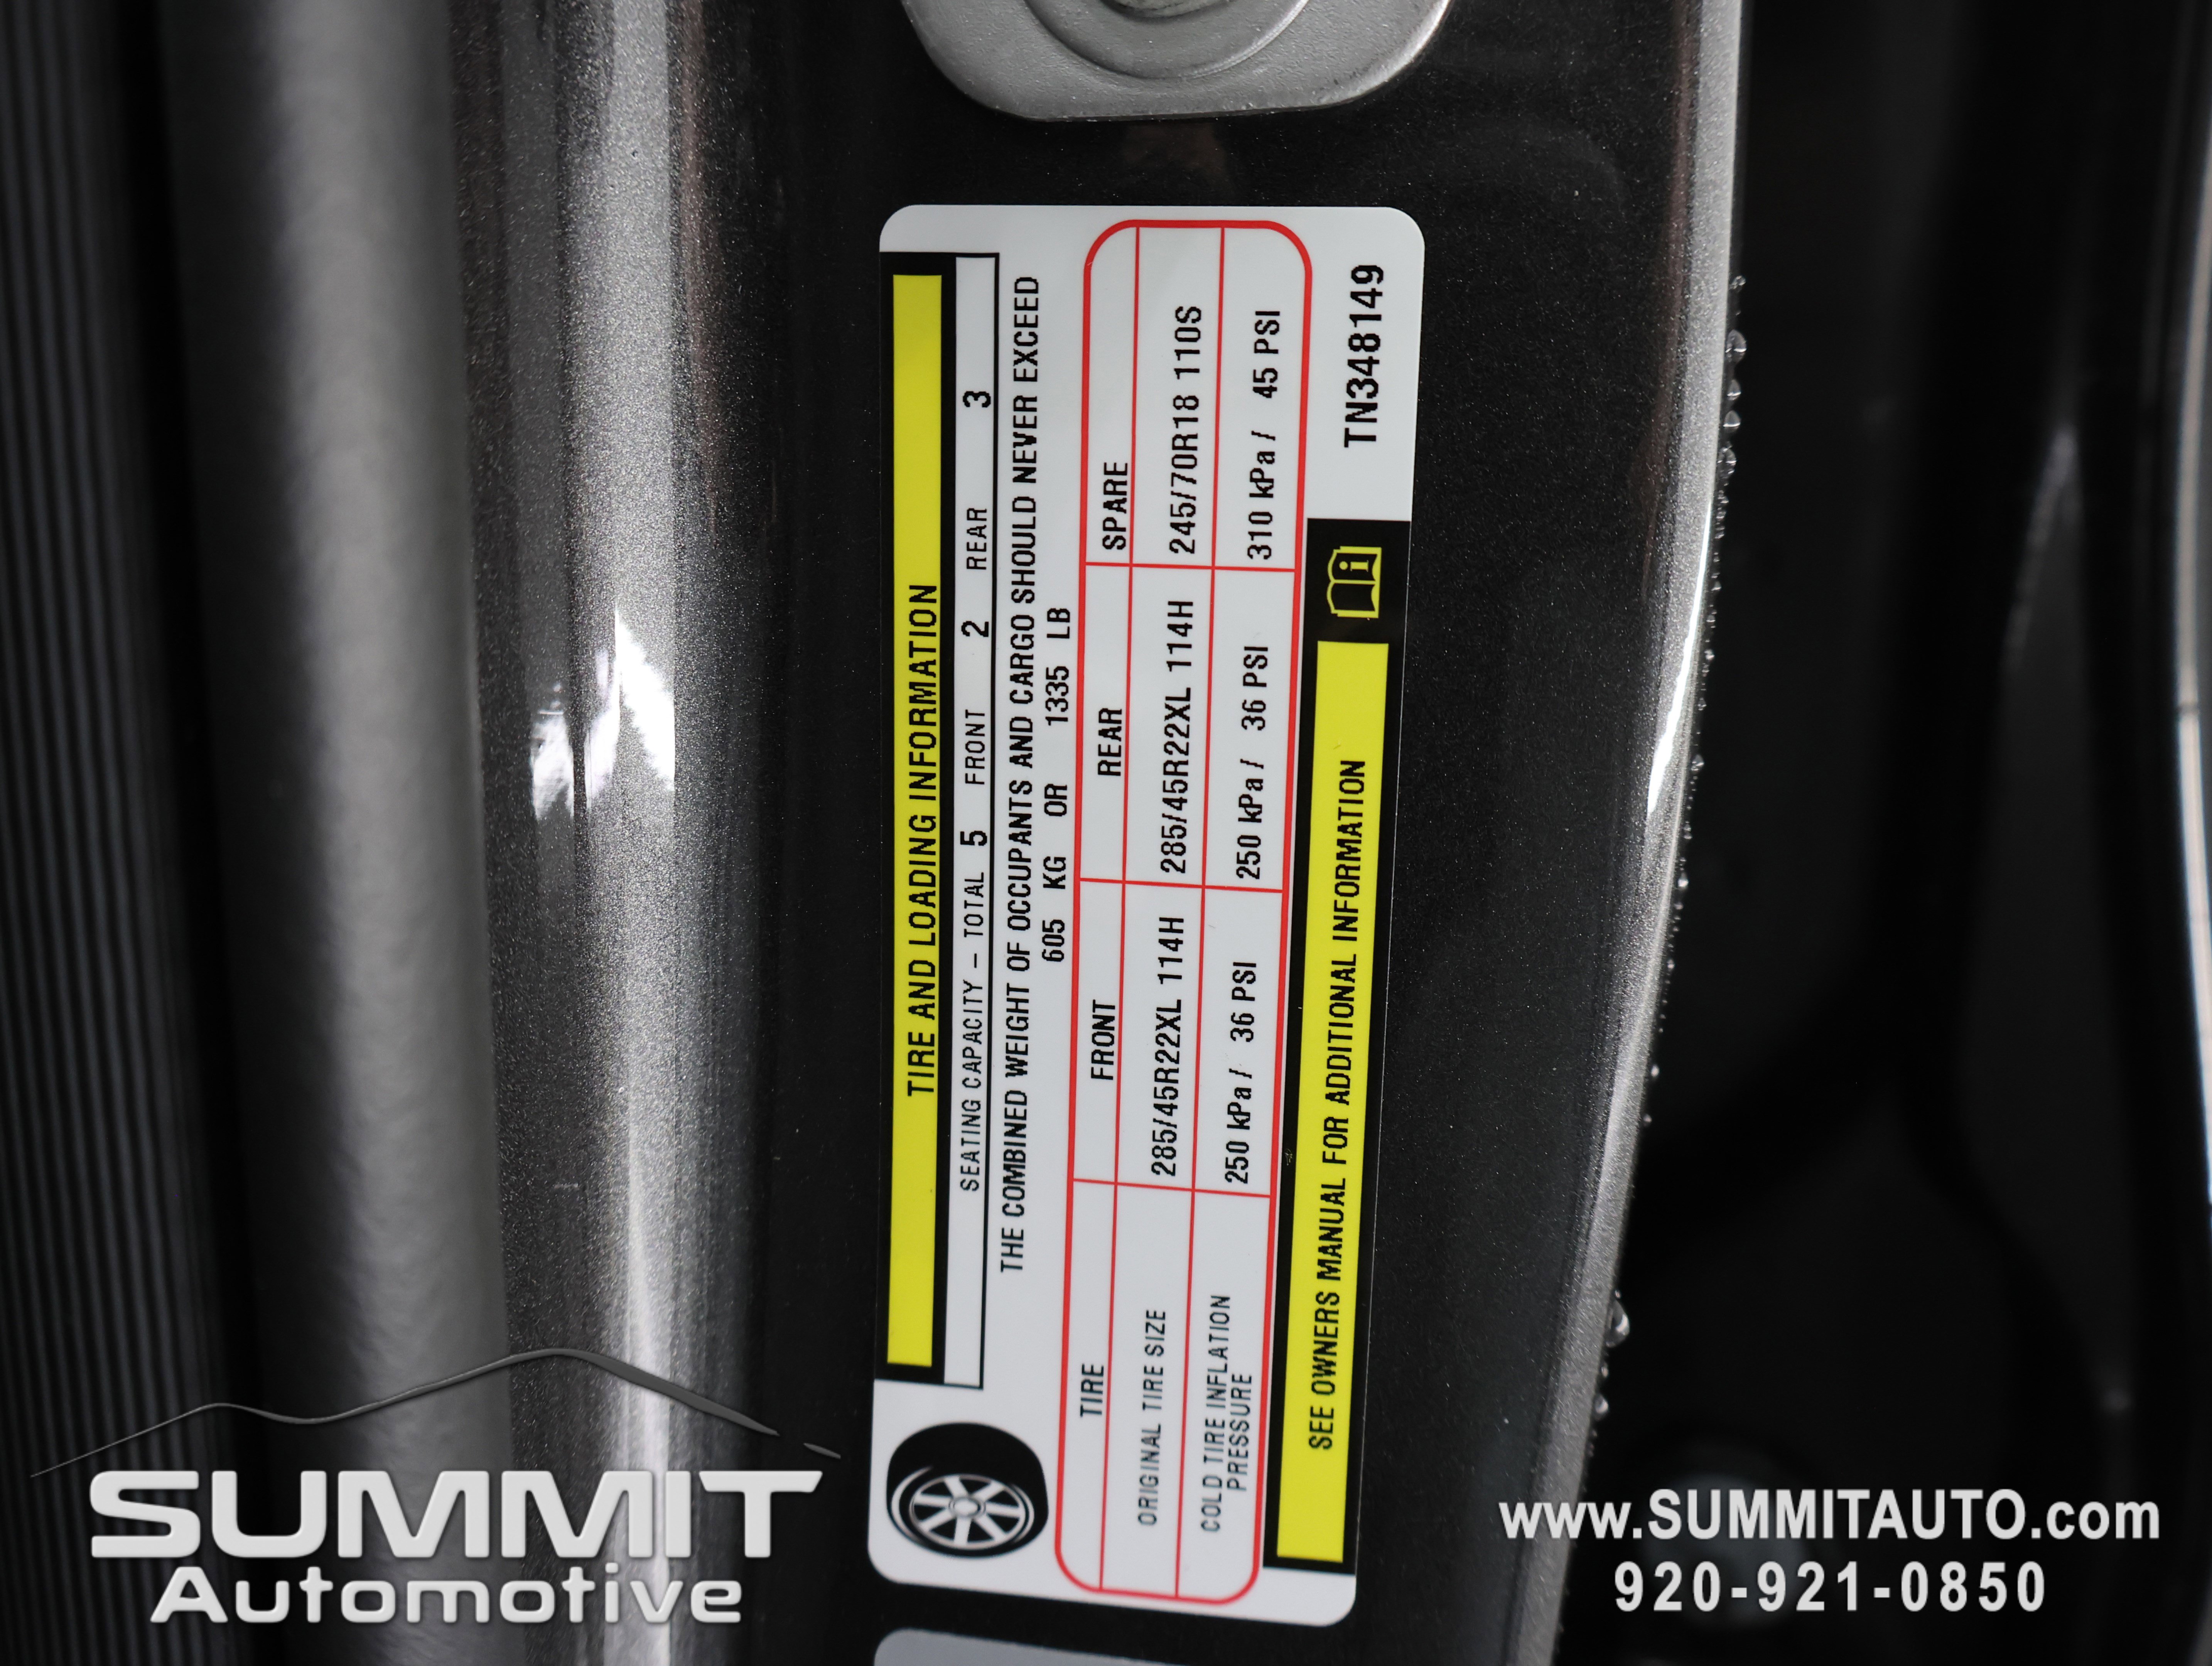 TIRE AND LOADING INFORMATION
SEATING CAPACITY – TOTAL 5 FRONT 2 REAR 3
THE COMBINED WEIGHT OF OCCUPANTS AND CARGO SHOULD NEVER EXCEED
605 KG OR 1335 LB
TIRE FRONT REAR SPARE
ORIGINAL TIRE SIZE 285/45R22XL 114H 285/45R22XL 114H 245/70R18 110S
COLD TIRE INFLATION
PRESSURE 250 kPa / 36 PSI 250 kPa / 36 PSI 310 kPa / 45 PSI
SEE OWNERS MANUAL FOR ADDITIONAL INFORMATION
TN348149
SUMMIT
Automotive
www.SUMMITAUTO.com
920-921-0850